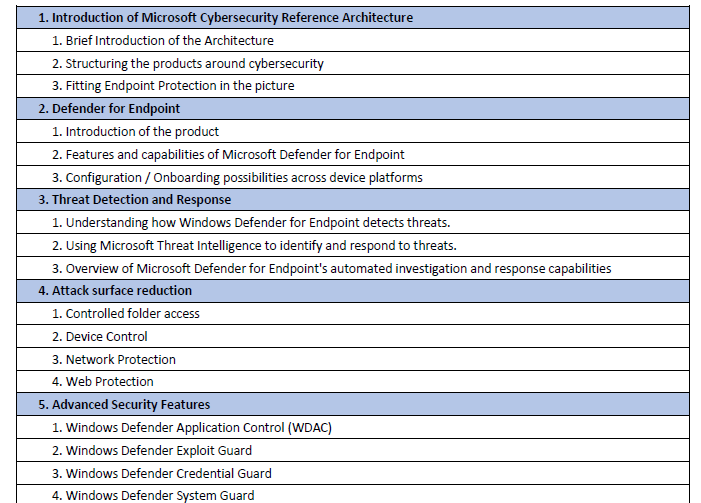 1. Introduction of Microsoft Cybersecurity Reference Architecture
1. Brief Introduction of the Architecture
2. Structuring the products around cybersecurity
3. Fitting Endpoint Protection in the picture
2. Defender for Endpoint
1. Introduction of the product
2. Features and capabilities of Microsoft Defender for Endpoint
3. Configuration / Onboarding possibilities across device platforms
3. Threat Detection and Response
1. Understanding how Windows Defender for Endpoint detects threats.
2. Using Microsoft Threat Intelligence to identify and respond to threats.
3. Overview of Microsoft Defender for Endpoint's automated investigation and response capabilities
4. Attack surface reduction
1. Controlled folder access
2. Device Control
3. Network Protection
4. Web Protection
5. Advanced Security Features
1. Windows Defender Application Control (WDAC)
2. Windows Defender Exploit Guard
3. Windows Defender Credential Guard
4. Windows Defender System Guard